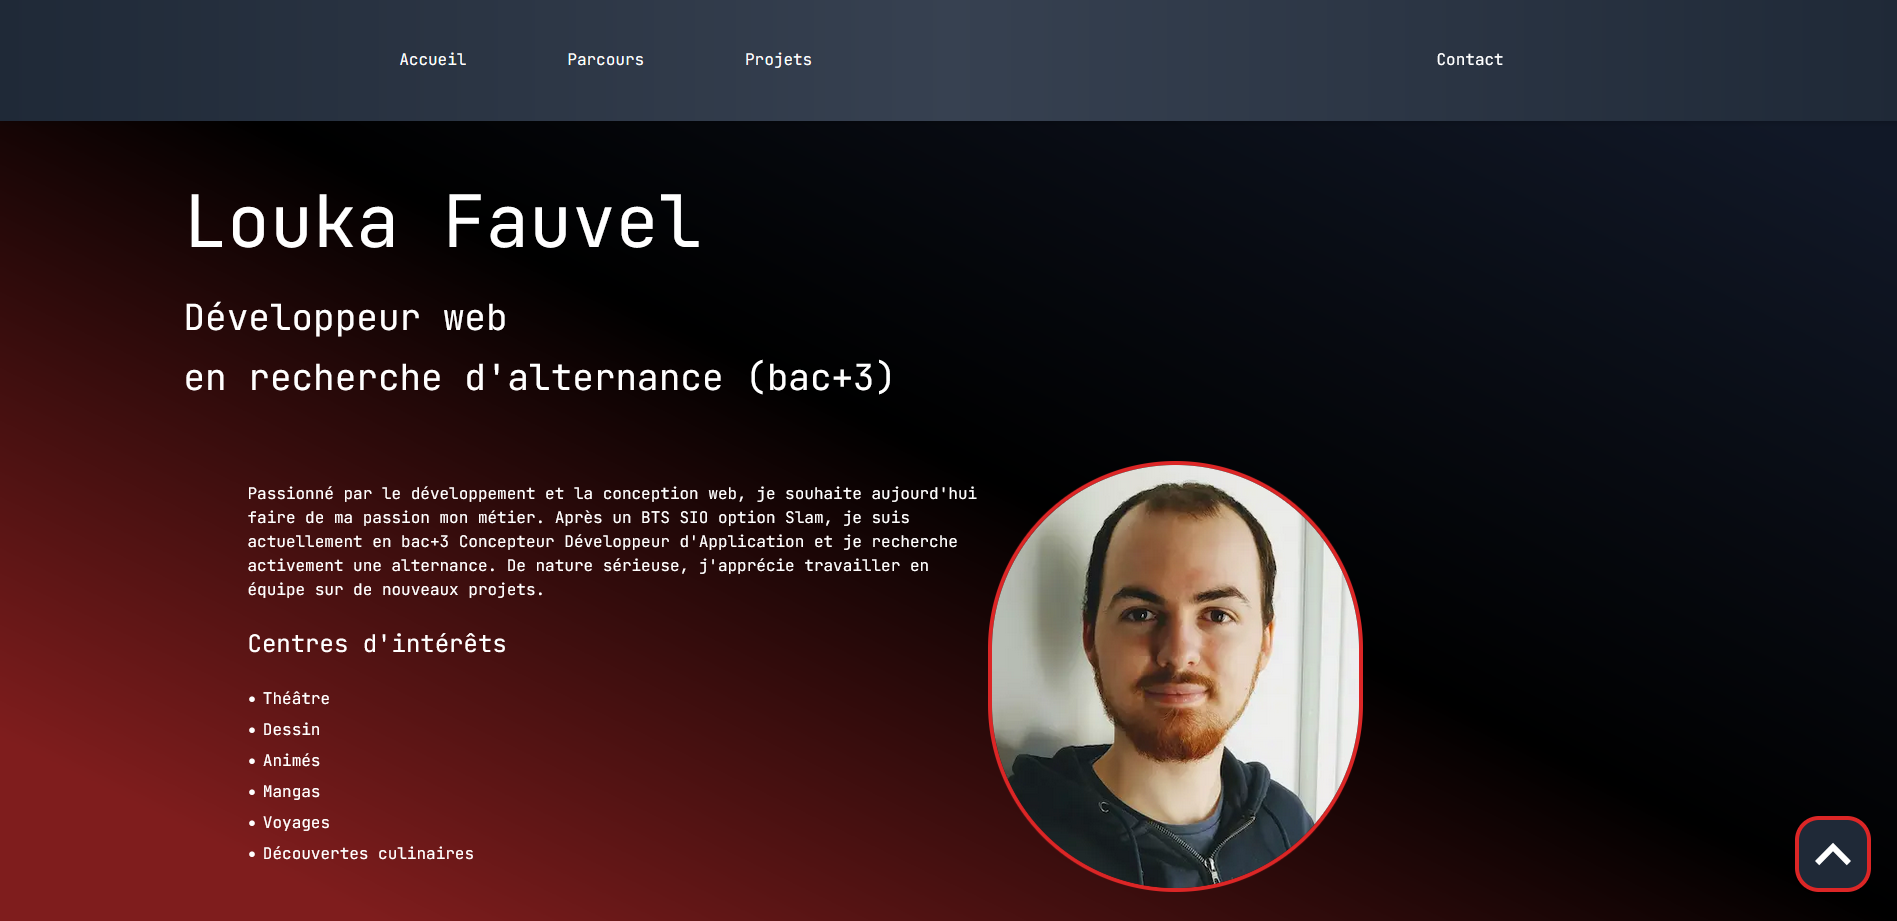 Accueil Parcours Projets Contact
Louka Fauvel
Développeur web
en recherche d'alternance (bac+3)
Passionné par le développement et la conception web, je souhaite aujourd'hui
faire de ma passion mon métier. Après un BTS SIO option Slam, je suis
actuellement en bac+3 Concepteur Développeur d'Application et je recherche
activement une alternance. De nature sérieuse, j'apprécie travailler en
équipe sur de nouveaux projets.
Centres d'intérêts
• Théâtre
• Dessin
• Animés
• Mangas
• Voyages
• Découvertes culinaires